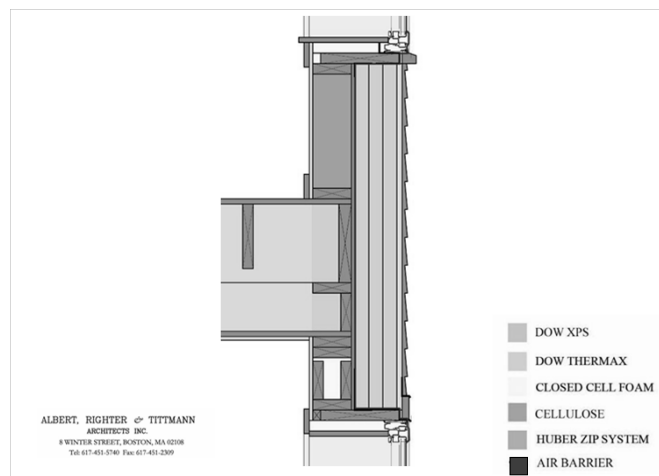 DOW XPS
DOW THERMAX
CLOSED CELL FOAM
CELLULOSE
HUBER ZIP SYSTEM
AIR BARRIER
ALBERT, RIGHTER & TITTMANN
ARCHITECTS INC.
8 WINTER STREET, BOSTON, MA 02108
Tel: 617-451-5740 Fax: 617-451-2309